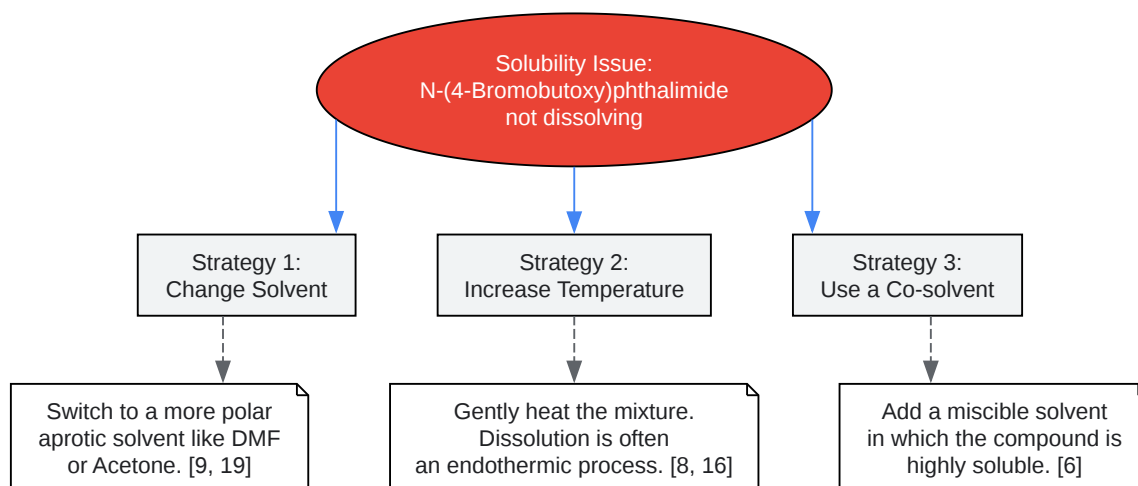 Solubility Issue:
N-(4-Bromobutoxy)phthalimide
not dissolving
Strategy 1:
Change Solvent
Strategy 2:
Increase Temperature
Strategy 3:
Use a Co-solvent
Switch to a more polar
aprotic solvent like DMF
or Acetone. [9, 19]
Gently heat the mixture.
Dissolution is often
an endothermic process. [8, 16]
Add a miscible solvent
in which the compound is
highly soluble. [6]